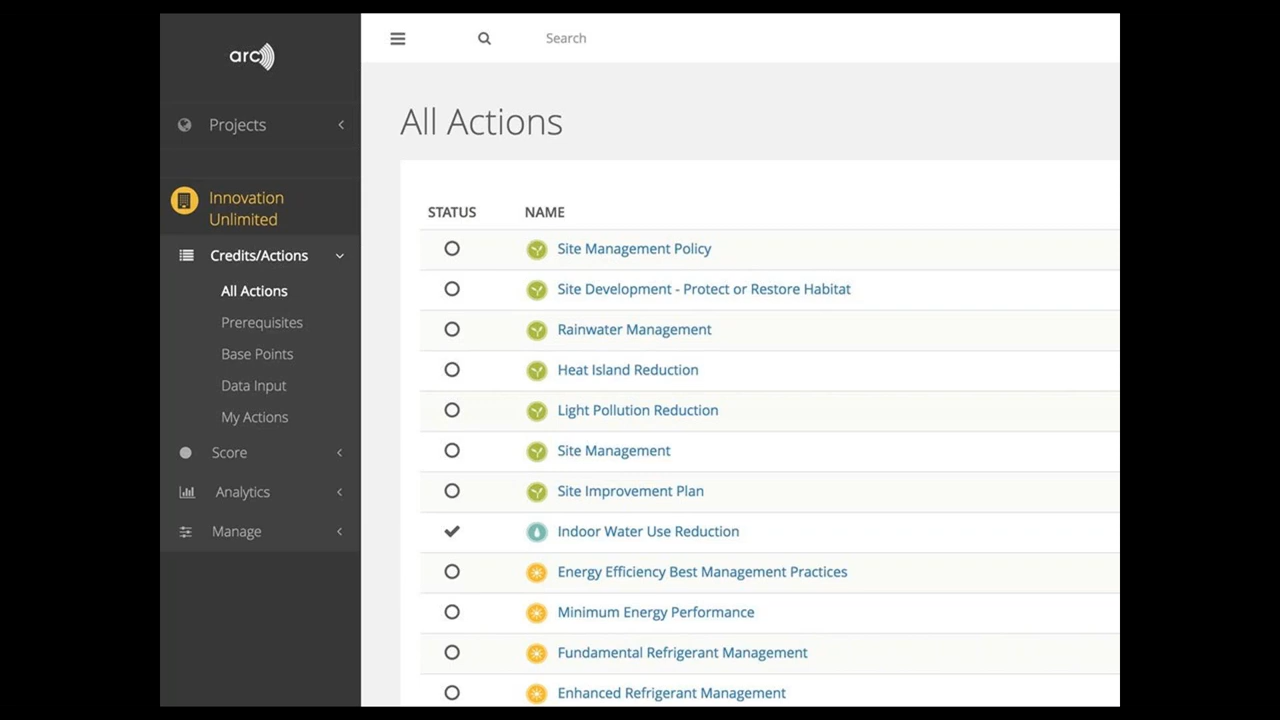 arc
Search
Projects
All Actions
Innovation
Unlimited
STATUS NAME
Credits/Actions
All Actions
Prerequisites
Base Points
Data Input
My Actions
Score
Analytics
Manage
Site Management Policy
Site Development - Protect or Restore Habitat
Rainwater Management
Heat Island Reduction
Light Pollution Reduction
Site Management
Site Improvement Plan
Indoor Water Use Reduction
Energy Efficiency Best Management Practices
Minimum Energy Performance
Fundamental Refrigerant Management
Enhanced Refrigerant Management